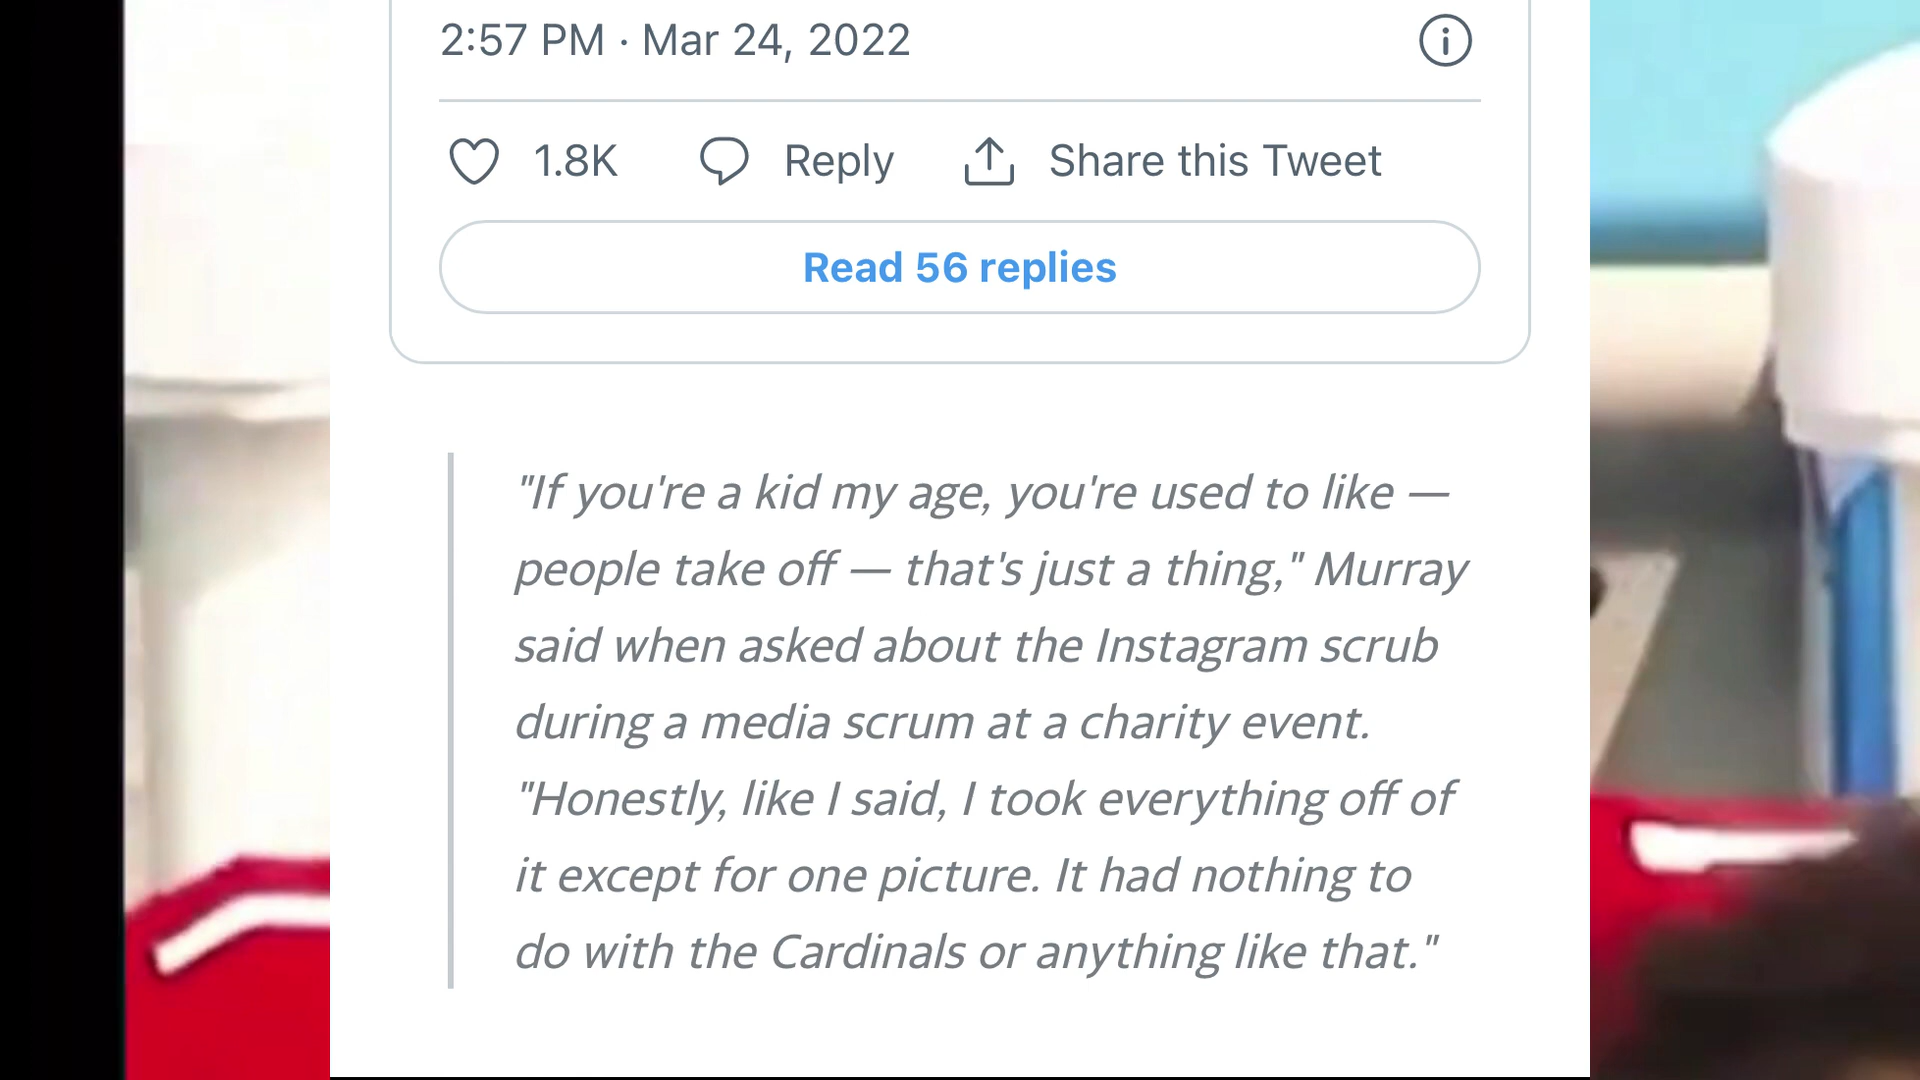 2:57 PM · Mar 24, 2022
1.8K Reply Share this Tweet
Read 56 replies
"If you're a kid my age, you're used to like —
people take off — that's just a thing," Murray
said when asked about the Instagram scrub
during a media scrum at a charity event.
"Honestly, like I said, I took everything off of
it except for one picture. It had nothing to
do with the Cardinals or anything like that."